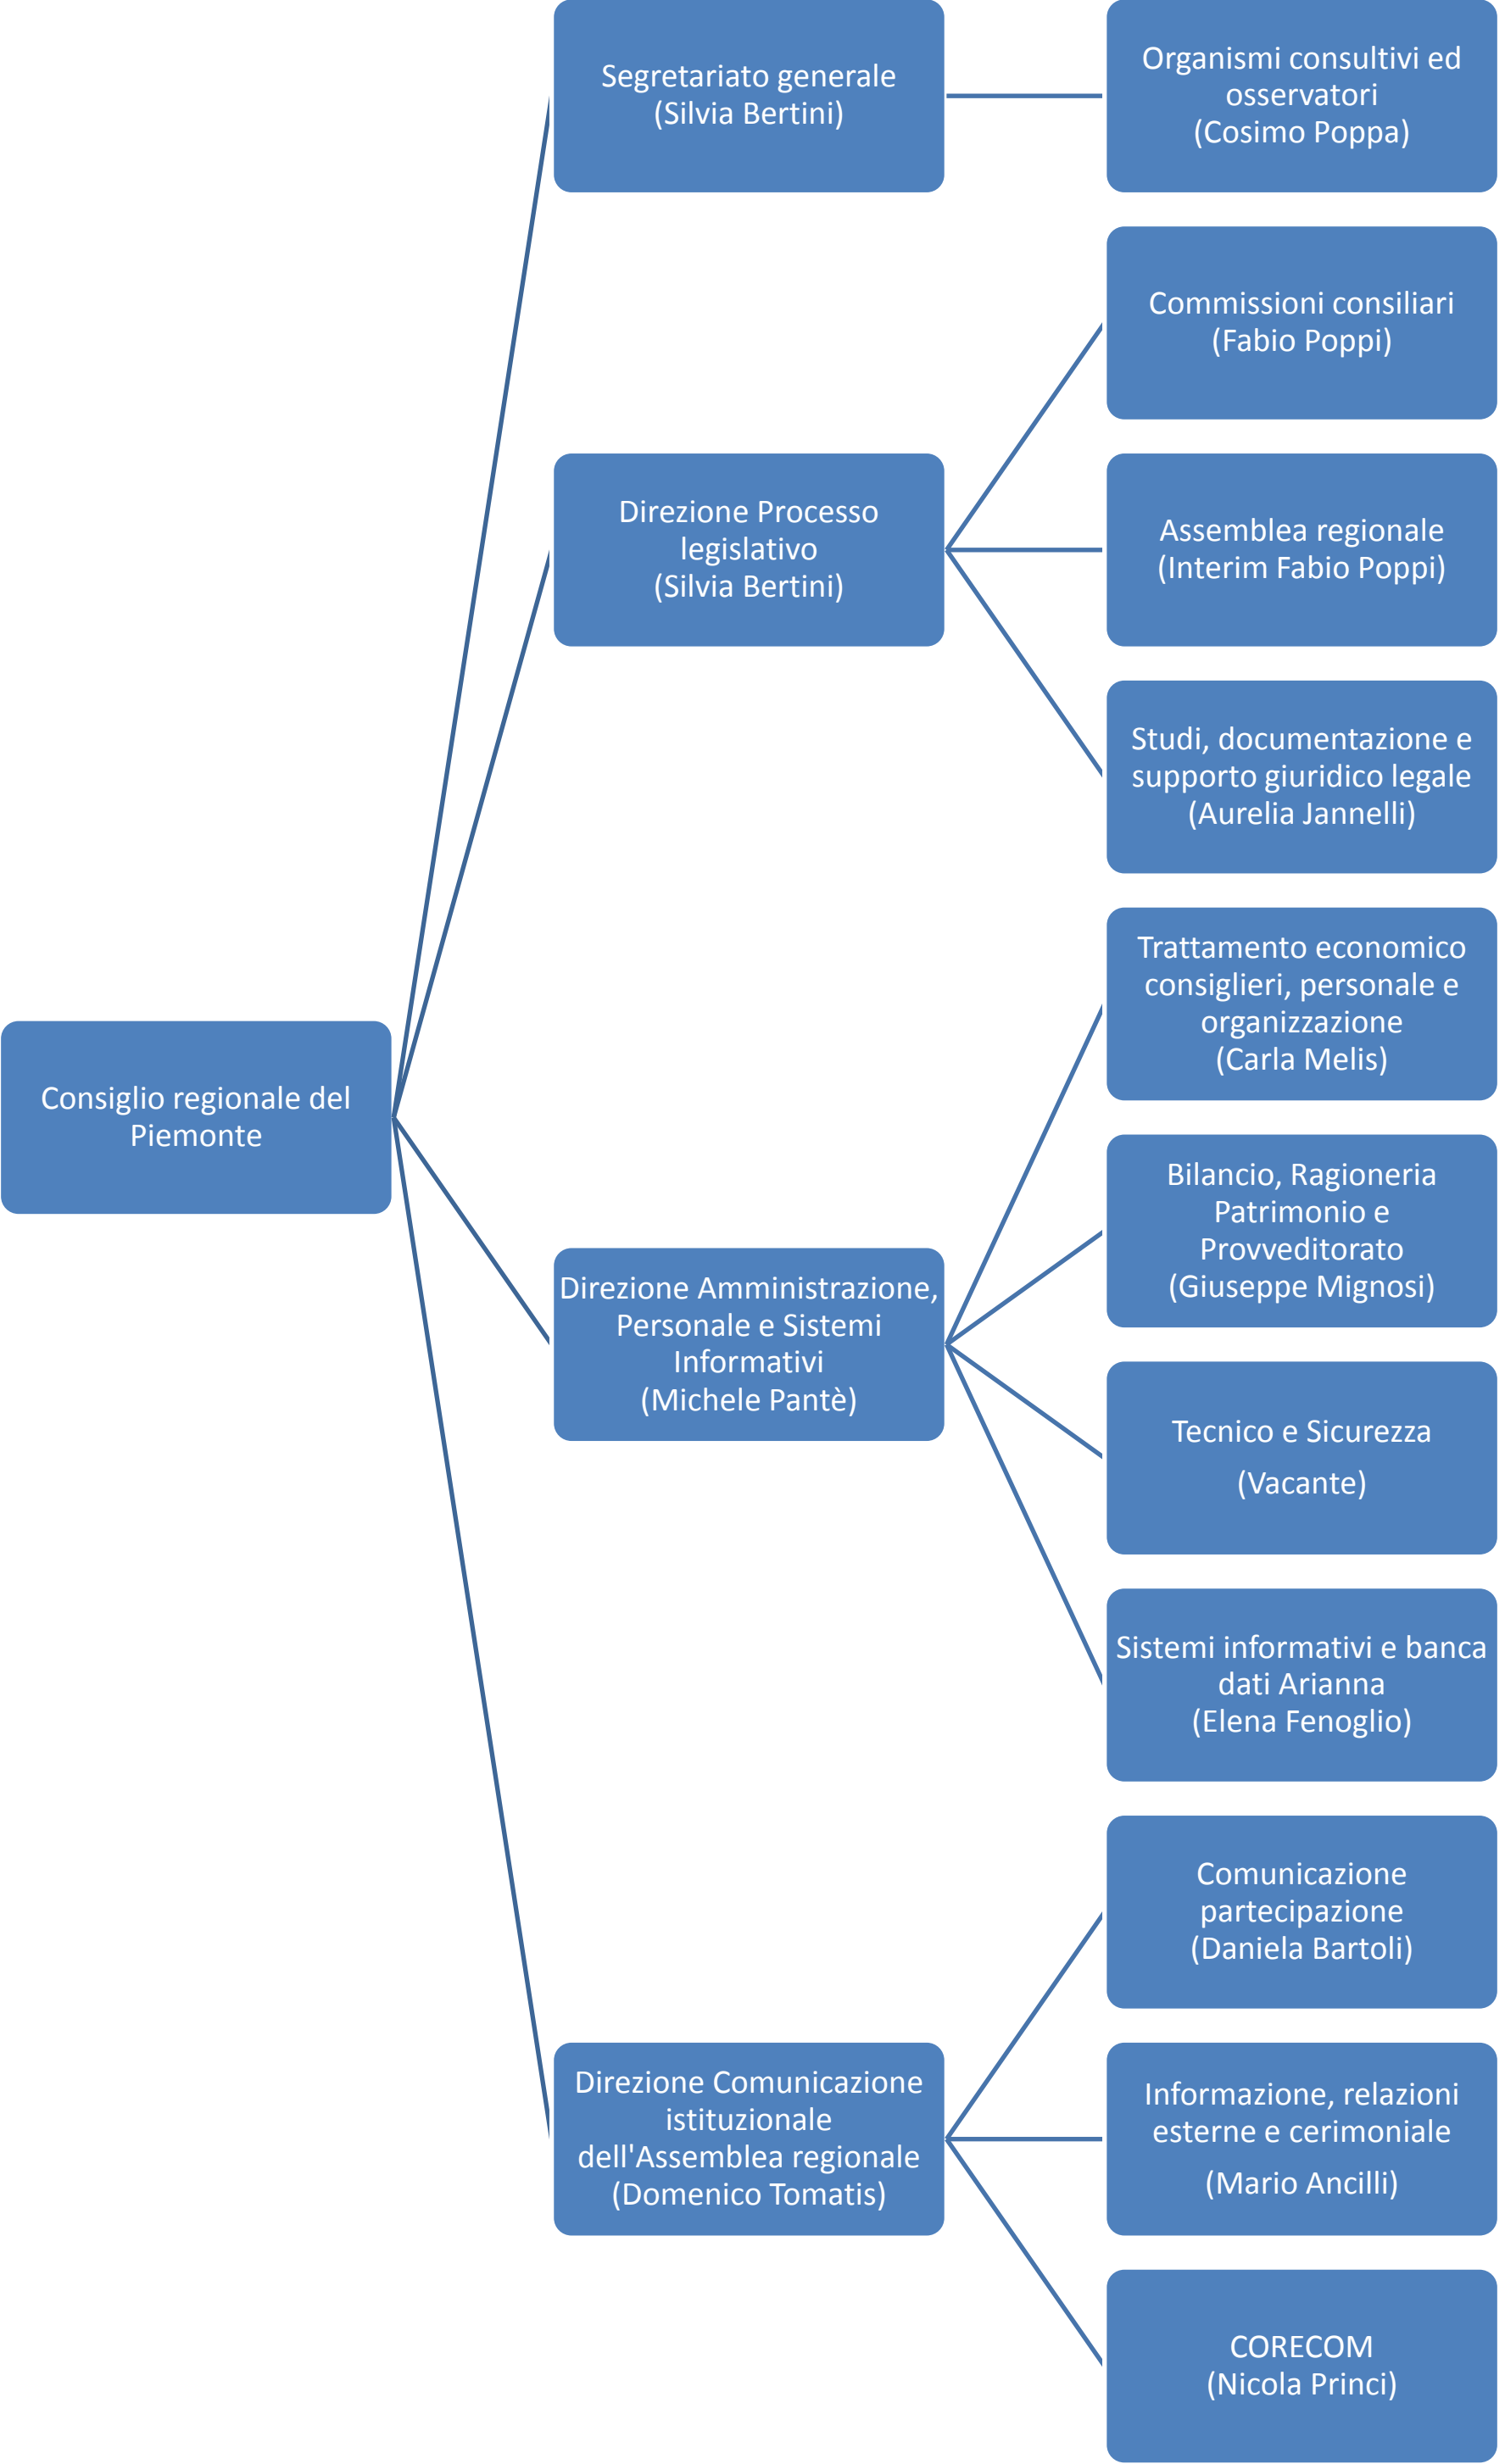 Consiglio regionale del
Piemonte
Segretariato generale
(Silvia Bertini)
Organismi consultivi ed
osservatori
(Cosimo Poppa)
Direzione Processo
legislativo
(Silvia Bertini)
Commissioni consiliari
(Fabio Poppi)
Assemblea regionale
(Interim Fabio Poppi)
Studi, documentazione e
supporto giuridico legale
(Aurelia Jannelli)
Direzione Amministrazione,
Personale e Sistemi
Informativi
(Michele Pantè)
Trattamento economico
consiglieri, personale e
organizzazione
(Carla Melis)
Bilancio, Ragioneria
Patrimonio e
Provveditorato
(Giuseppe Mignosi)
Tecnico e Sicurezza
(Vacante)
Sistemi informativi e banca
dati Arianna
(Elena Fenoglio)
Direzione Comunicazione
istituzionale
dell'Assemblea regionale
(Domenico Tomatis)
Comunicazione
partecipazione
(Daniela Bartoli)
Informazione, relazioni
esterne e cerimoniale
(Mario Ancilli)
CORECOM
(Nicola Princi)